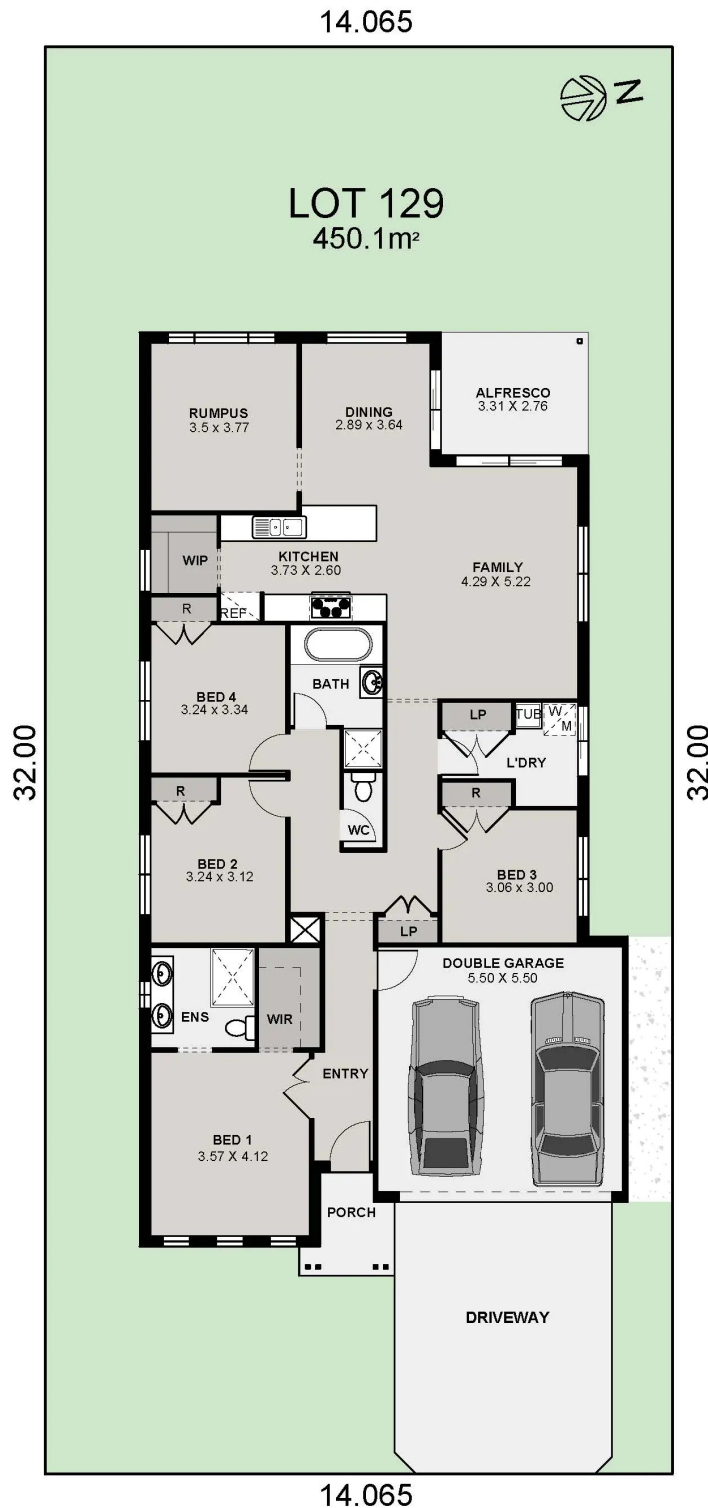 14.065
N
LOT 129
450.1m²
ALFRESCO
3.31 X 2.76
RUMPUS
3.5 x 3.77
DINING
2.89 x 3.64
WIP
KITCHEN
3.73 X 2.60
FAMILY
4.29 X 5.22
R
REF
BATH
BED 4
3.24 x 3.34
LP
TUB
W
M
L'DRY
32.00
32.00
R
R
WC
BED 2
3.24 x 3.12
BED 3
3.06 x 3.00
LP
DOUBLE GARAGE
5.50 X 5.50
ENS
WIR
ENTRY
BED 1
3.57 X 4.12
PORCH
DRIVEWAY
14.065